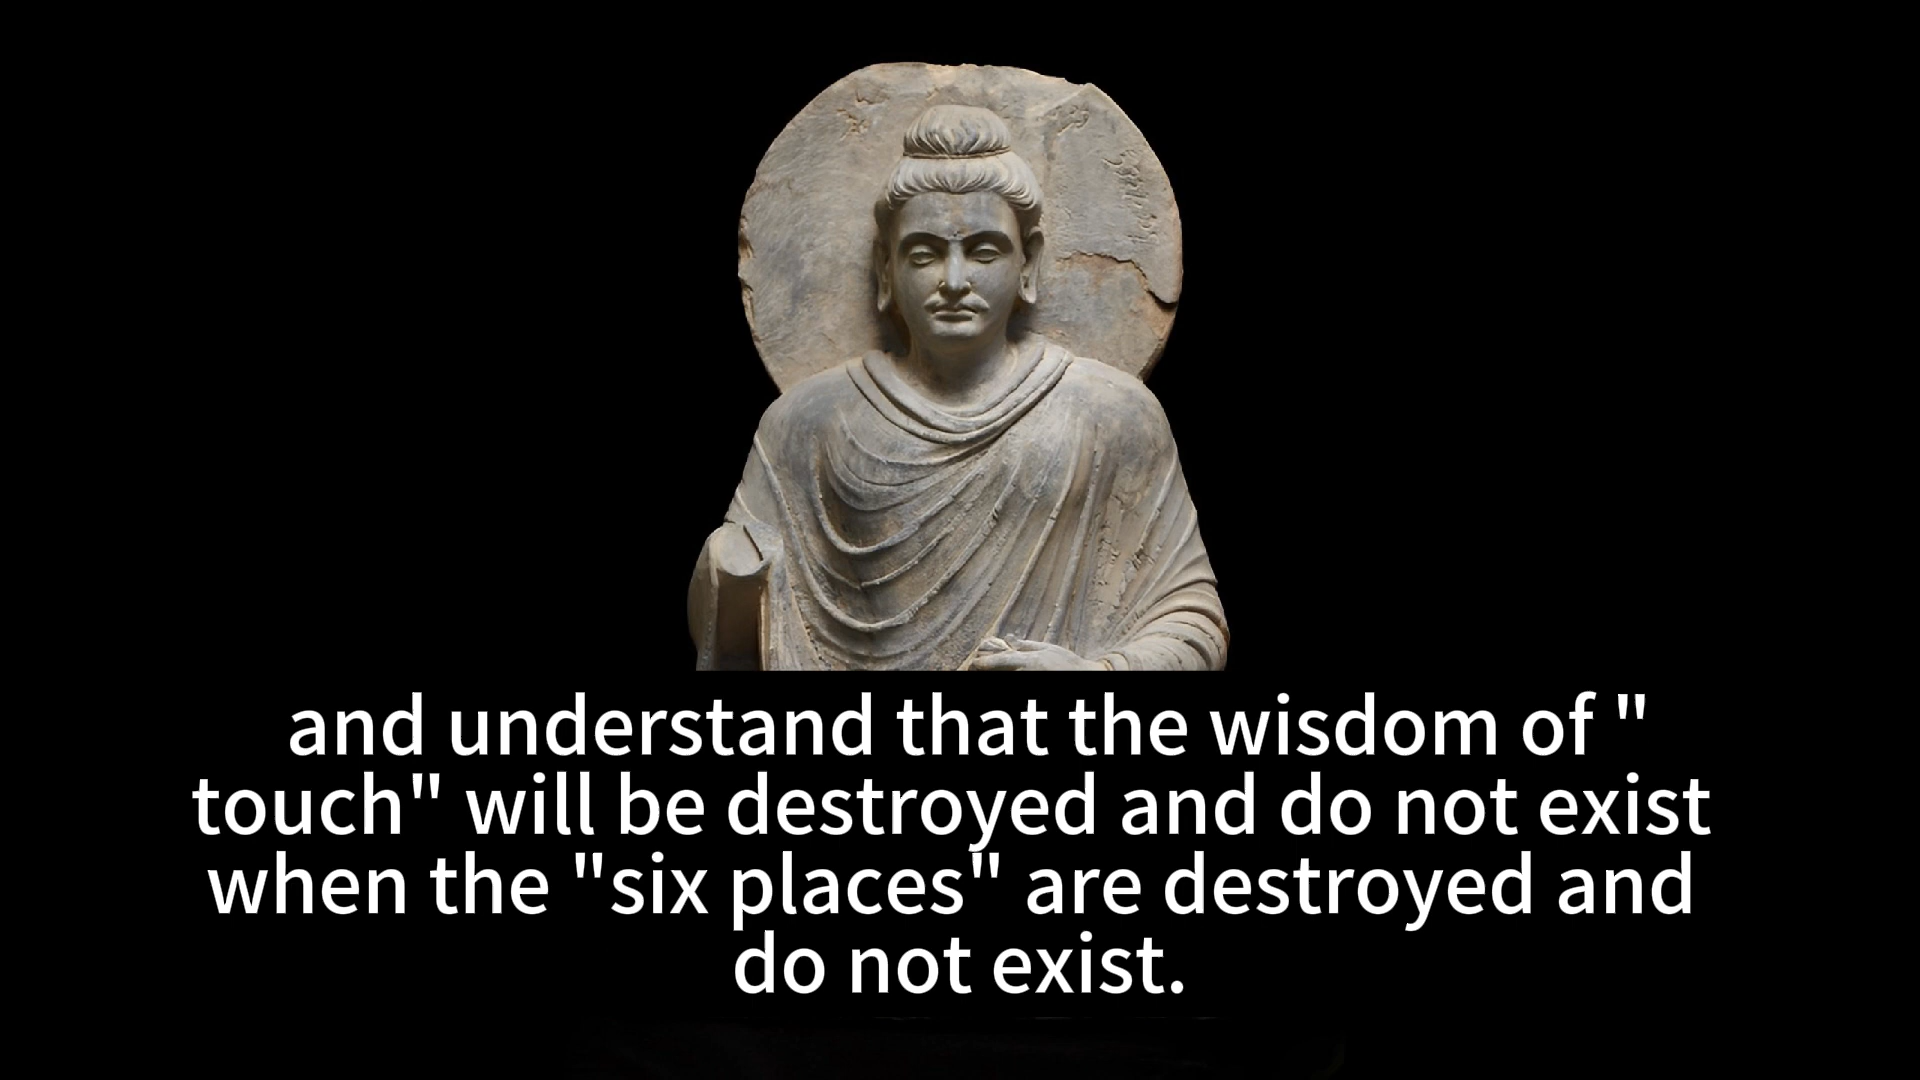 and understand that the wisdom of "
touch" will be destroyed and do not exist
when the "six places" are destroyed and
do not exist.